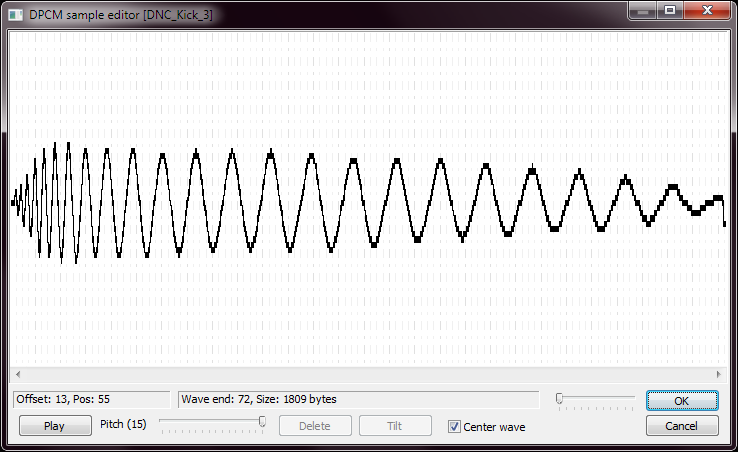 DPCM sample editor [DNC_Kick_3]
Offset: 13, Pos: 55
Wave end: 72, Size: 1809 bytes
OK
Play
Pitch (15)
Delete
Tilt
Center wave
Cancel